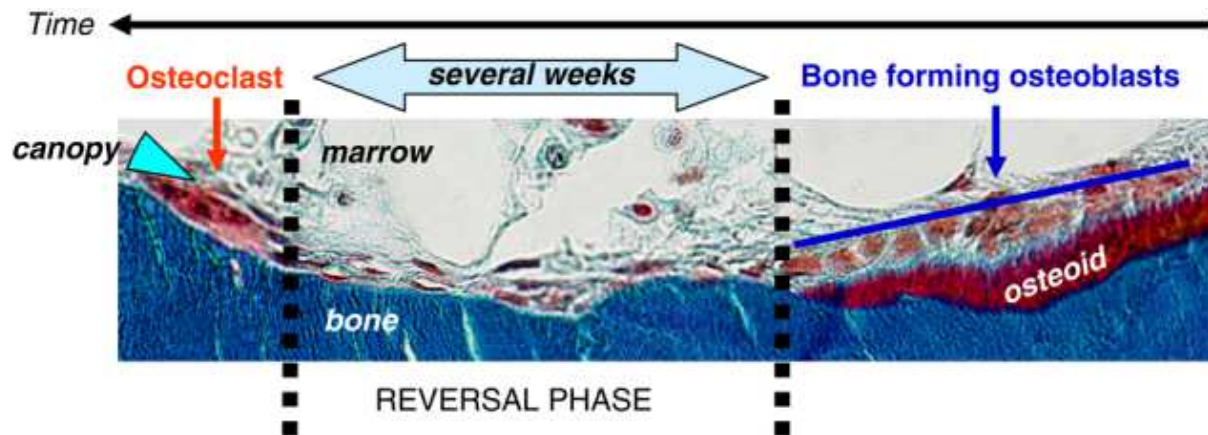 Time
Osteoclast
several weeks
Bone forming osteoblasts
canopy
marrow
bone
osteoid
REVERSAL PHASE